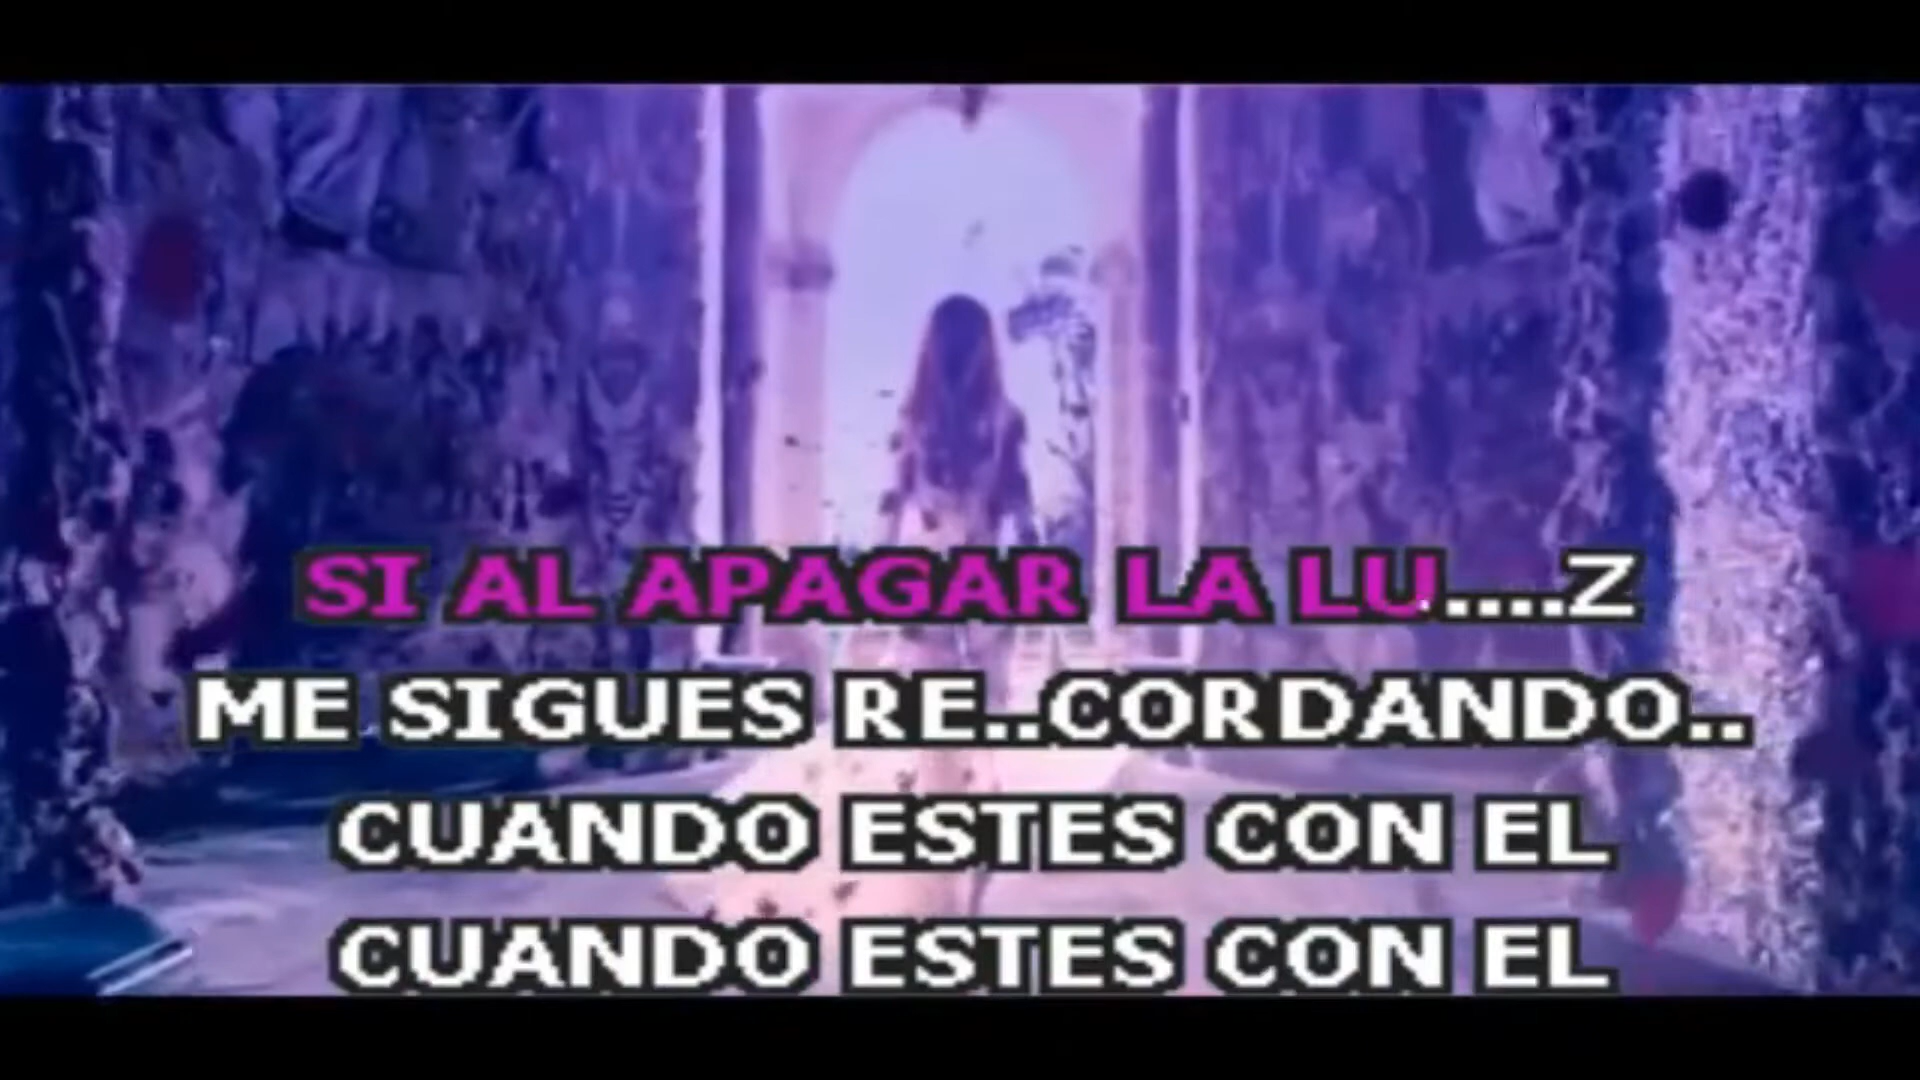 SI AL APAGAR LA LU....Z
ME SIGUES RE..CORDANDO..
CUANDO ESTES CON EL
CUANDO ESTES CON EL